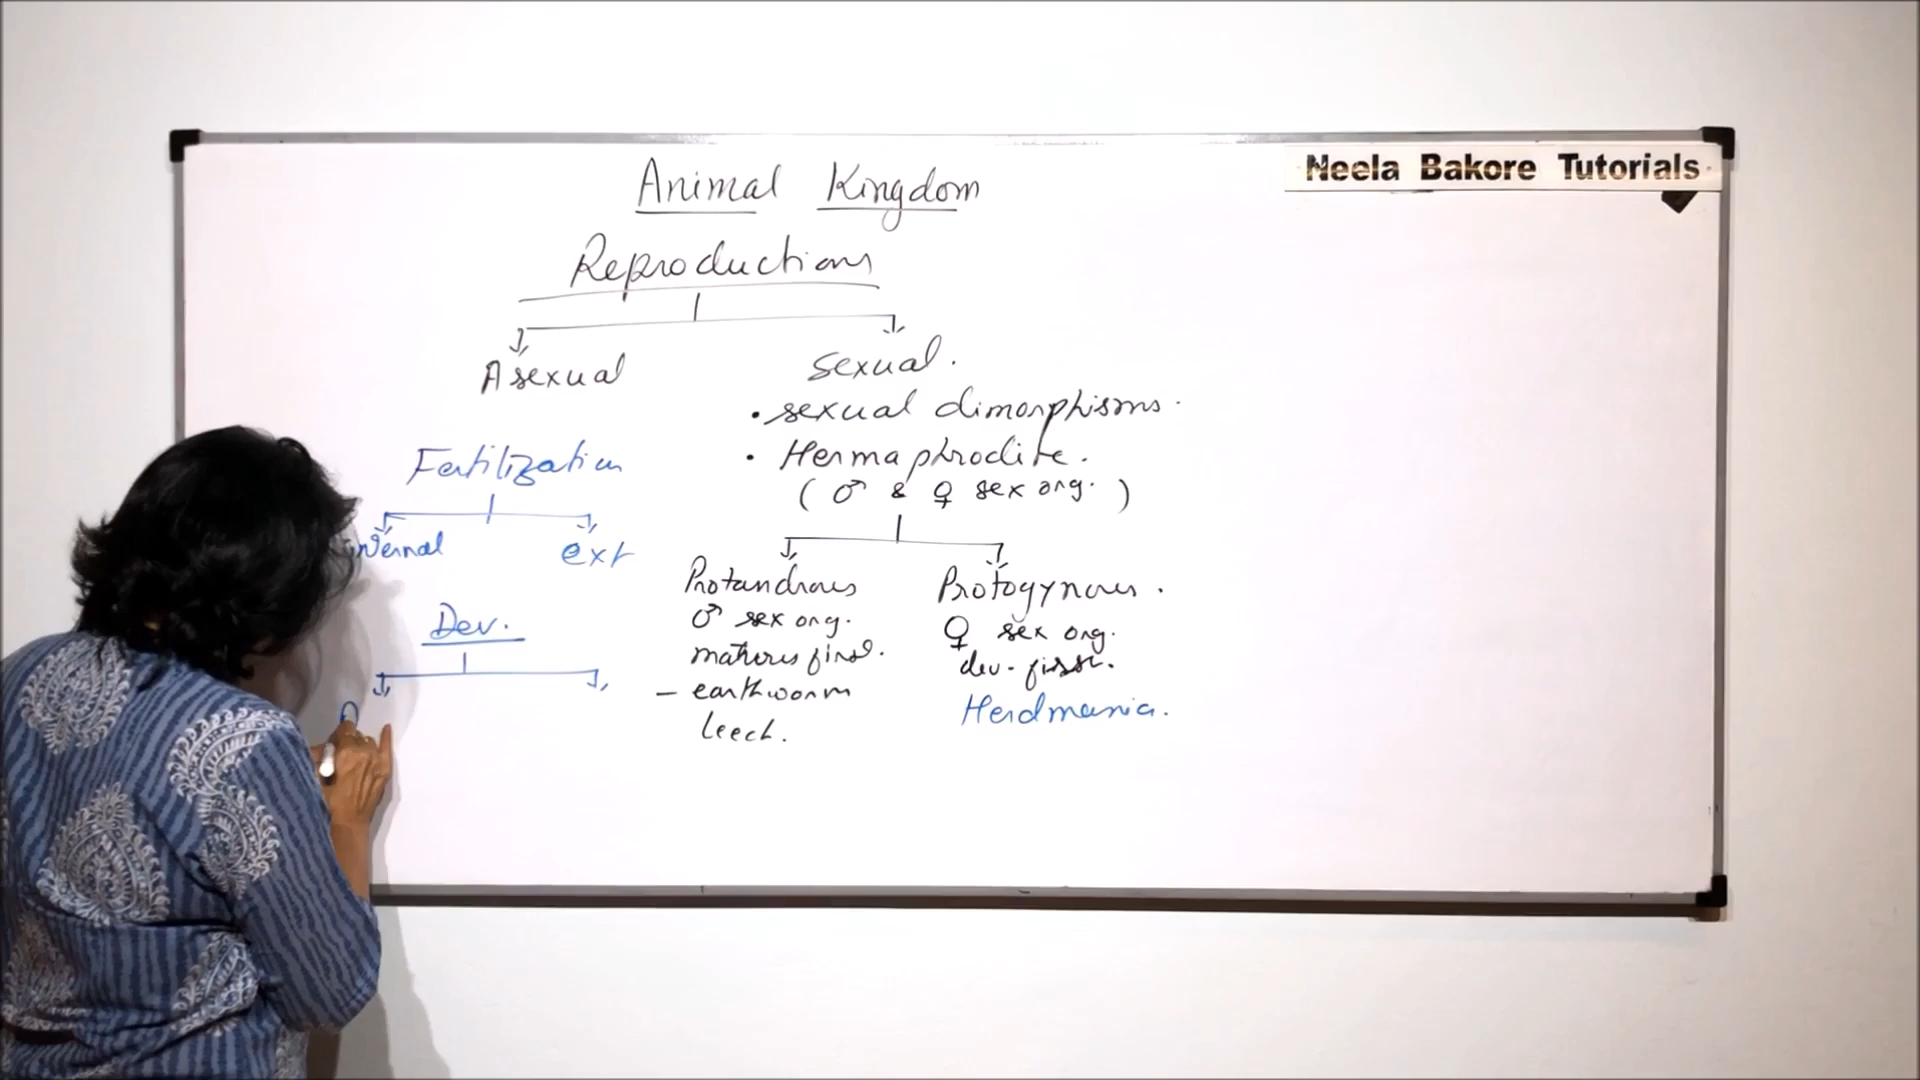 Neela Bakore Tutorials
Animal Kingdom
Reproductions
Asexual
Sexual.
• sexual dimorphisms.
• Hermaphrodite.
( ♂ & ♀ sex org. )
Fertilization
internal
ext
Protandrous
♂ sex org.
matures first.
- earthworm
leech.
Protogynous.
♀ sex org.
dev. first.
Herdmania.
Dev.